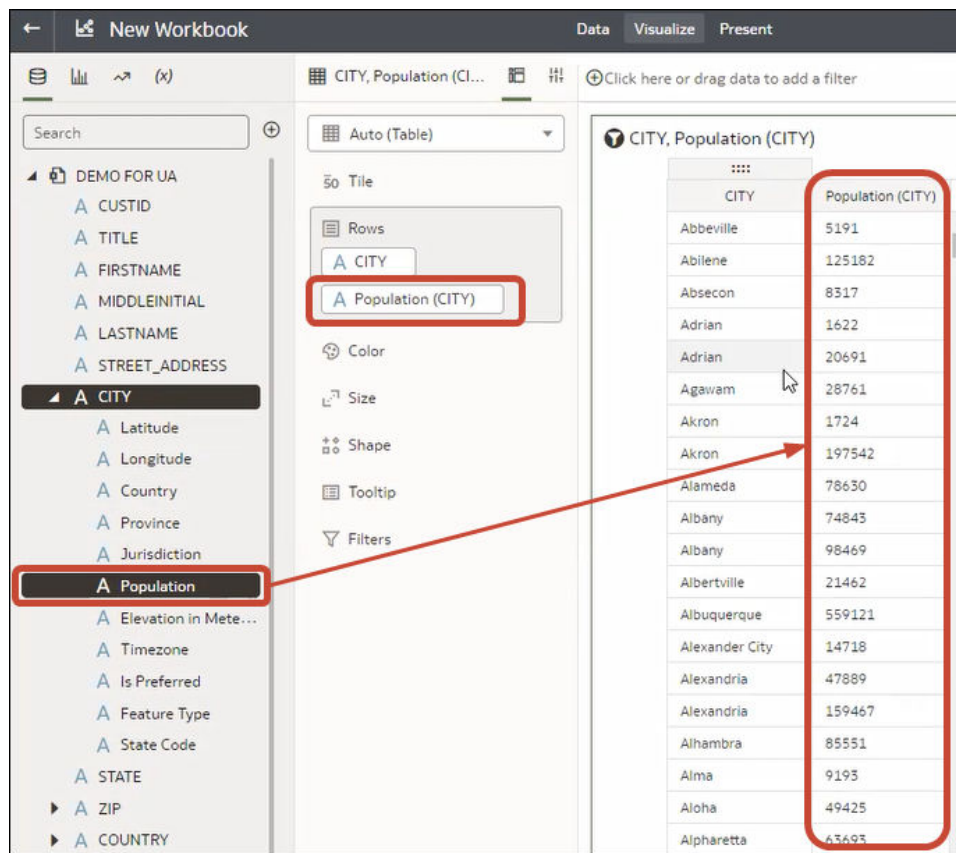 New Workbook
Data Visualize Present
(x)
CITY, Population (CI...
Click here or drag data to add a filter
Search
DEMO FOR UA
A CUSTID
A TITLE
A FIRSTNAME
A MIDDLEINITIAL
A LASTNAME
A STREET_ADDRESS
A CITY
A Latitude
A Longitude
A Country
A Province
A Jurisdiction
A Population
A Elevation in Mete...
A Timezone
A Is Preferred
A Feature Type
A State Code
A STATE
A ZIP
A COUNTRY
Auto (Table)
50 Tile
Rows
A CITY
A Population (CITY)
Color
Size
Shape
Tooltip
Filters
CITY, Population (CITY)
CITY Population (CITY)
Abbeville 5191
Abilene 125182
Absecon 8317
Adrian 1622
Adrian 20691
Agawam 28761
Akron 1724
Akron 197542
Alameda 78630
Albany 74843
Albany 98469
Albertville 21462
Albuquerque 559121
Alexander City 14718
Alexandria 47889
Alexandria 159467
Alhambra 85551
Alma 9193
Aloha 49425
Alpharetta 63693